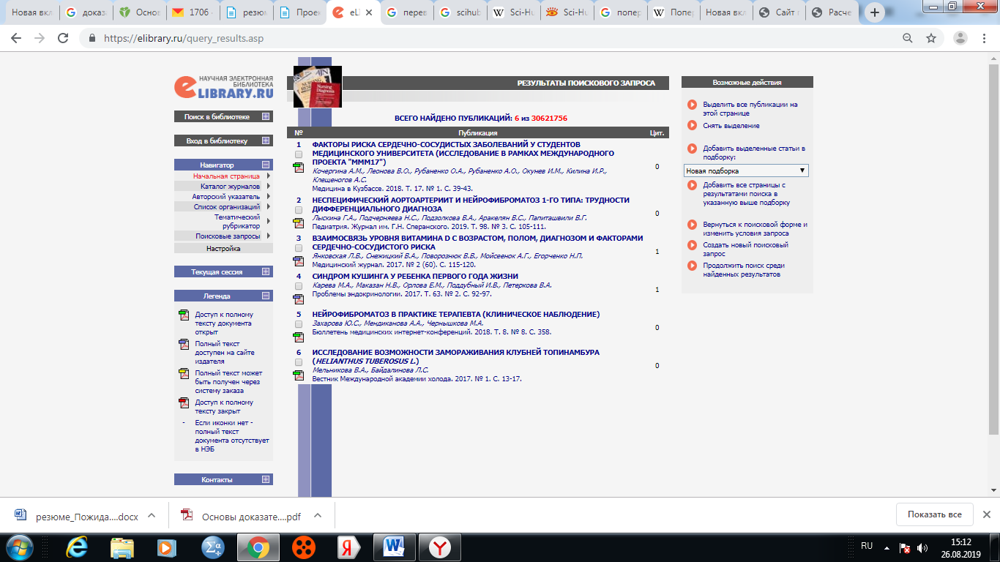 Новая вкл
доказ
Основ
1706
резюм
Проек
eLI
перев
scihub
Sci-Hu
Sci-Hu
попер
Попер
Новая вкл
Сайт г
Расче
https://elibrary.ru/query_results.asp
НАУЧНАЯ ЭЛЕКТРОННАЯ
БИБЛИОТЕКА
eLIBRARY.RU
Поиск в библиотеке
Вход в библиотеку
Навигатор
Начальная страница
Каталог журналов
Авторский указатель
Список организаций
Тематический
рубрикатор
Поисковые запросы
Настройка
Текущая сессия
Легенда
Доступ к полному
тексту документа
открыт
Полный текст
доступен на сайте
издателя
Полный текст может
быть получен через
систему заказа
Доступ к полному
тексту закрыт
- Если иконки нет -
полный текст
документа отсутствует
в НЭБ
Контакты
Nursing
Diagnosis
РЕЗУЛЬТАТЫ ПОИСКОВОГО ЗАПРОСА
ВСЕГО НАЙДЕНО ПУБЛИКАЦИЙ: 6 из 30621756
№ Публикация Цит.
1 ФАКТОРЫ РИСКА СЕРДЕЧНО-СОСУДИСТЫХ ЗАБОЛЕВАНИЙ У СТУДЕНТОВ
МЕДИЦИНСКОГО УНИВЕРСИТЕТА (ИССЛЕДОВАНИЕ В РАМКАХ МЕЖДУНАРОДНОГО
ПРОЕКТА "МММ17")
Кочергина А.М., Леонова В.О., Рубаненко О.А., Рубаненко А.О., Окунев И.М., Килина И.Р.,
Клещеногов А.С.
Медицина в Кузбассе. 2018. Т. 17. № 1. С. 39-43.
0
2 НЕСПЕЦИФИЧЕСКИЙ АОРТОАРТЕРИИТ И НЕЙРОФИБРОМАТОЗ 1-ГО ТИПА: ТРУДНОСТИ
ДИФФЕРЕНЦИАЛЬНОГО ДИАГНОЗА
Лыскина Г.А., Подчерняева Н.С., Подзолкова В.А., Аракелян В.С., Папиташвили В.Г.
Педиатрия. Журнал им. Г.Н. Сперанского. 2019. Т. 98. № 3. С. 105-111.
0
3 ВЗАИМОСВЯЗЬ УРОВНЯ ВИТАМИНА D С ВОЗРАСТОМ, ПОЛОМ, ДИАГНОЗОМ И ФАКТОРАМИ
СЕРДЕЧНО-СОСУДИСТОГО РИСКА
Янковская Л.В., Снежицкий В.А., Поворознюк В.В., Мойсеенок А.Г., Егорченко Н.П.
Медицинский журнал. 2017. № 2 (60). С. 115-120.
1
4 СИНДРОМ КУШИНГА У РЕБЕНКА ПЕРВОГО ГОДА ЖИЗНИ
Карева М.А., Маказан Н.В., Орлова Е.М., Поддубный И.В., Петеркова В.А.
Проблемы эндокринологии. 2017. Т. 63. № 2. С. 92-97.
1
5 НЕЙРОФИБРОМАТОЗ В ПРАКТИКЕ ТЕРАПЕВТА (КЛИНИЧЕСКОЕ НАБЛЮДЕНИЕ)
Захарова Ю.С., Мендиканова А.А., Чернышкова М.А.
Бюллетень медицинских интернет-конференций. 2018. Т. 8. № 8. С. 358.
0
6 ИССЛЕДОВАНИЕ ВОЗМОЖНОСТИ ЗАМОРАЖИВАНИЯ КЛУБНЕЙ ТОПИНАМБУРА
(HELIANTHUS TUBEROSUS L.)
Мельникова В.А., Байдалинова Л.С.
Вестник Международной академии холода. 2017. № 1. С. 13-17.
0
Возможные действия
Выделить все публикации на
этой странице
Снять выделение
Добавить выделенные статьи в
подборку:
Новая подборка
Добавить все страницы с
результатами поиска в
указанную выше подборку
Вернуться к поисковой форме и
изменить условия запроса
Создать новый поисковый
запрос
Продолжить поиск среди
найденных результатов
резюме_Пожида....docx
Основы доказате....pdf
Показать все
RU
15:12
26.08.2019